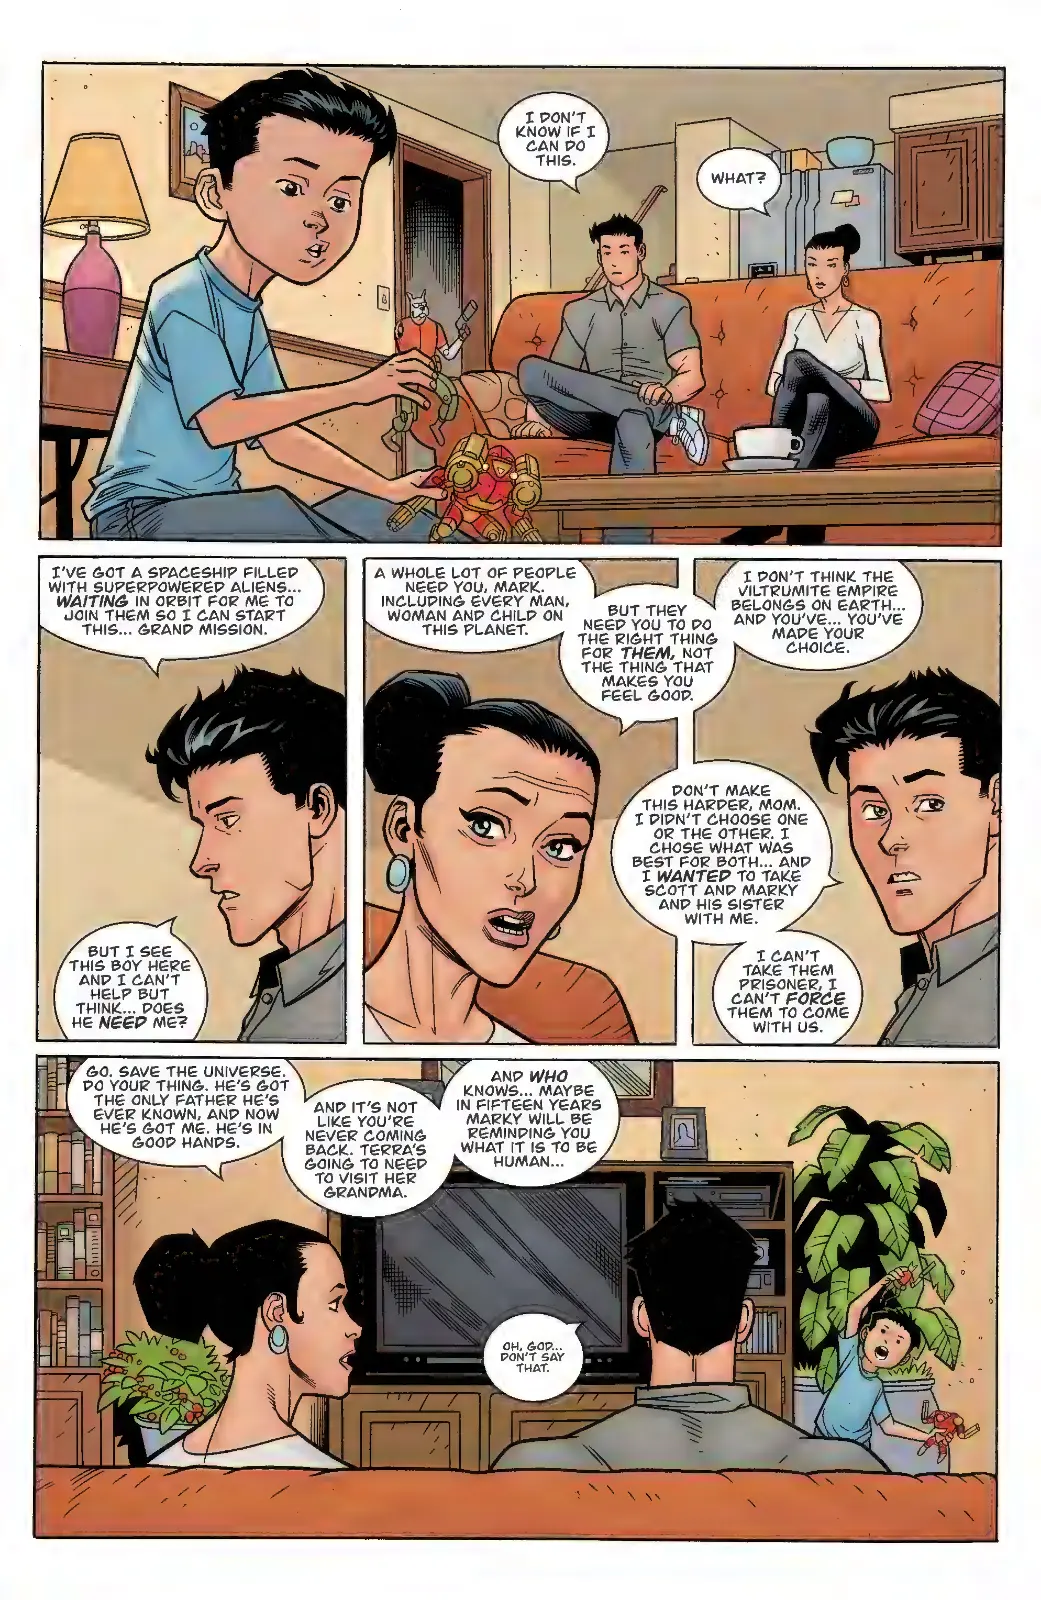 I DON'T
KNOW IF I
CAN DO
THIS.
WHAT?
I'VE GOT A SPACESHIP FILLED
WITH SUPERPOWERED ALIENS...
WAITING IN ORBIT FOR ME TO
JOIN THEM SO I CAN START
THIS... GRAND MISSION.
BUT I SEE
THIS BOY HERE
AND I CAN'T
HELP BUT
THINK... DOES
HE NEED ME?
A WHOLE LOT OF PEOPLE
NEED YOU, MARK.
INCLUDING EVERY MAN,
WOMAN AND CHILD ON
THIS PLANET.
BUT THEY
NEED YOU TO DO
THE RIGHT THING
FOR THEM, NOT
THE THING THAT
MAKES YOU
FEEL GOOD.
I DON'T THINK THE
VILTRUMITE EMPIRE
BELONGS ON EARTH...
AND YOU'VE... YOU'VE
MADE YOUR
CHOICE.
DON'T MAKE
THIS HARDER, MOM.
I DIDN'T CHOOSE ONE
OR THE OTHER. I
CHOSE WHAT WAS
BEST FOR BOTH... AND
I WANTED TO TAKE
SCOTT AND MARKY
AND HIS SISTER
WITH ME.
I CAN'T
TAKE THEM
PRISONER, I
CAN'T FORCE
THEM TO COME
WITH US.
GO. SAVE THE UNIVERSE.
DO YOUR THING. HE'S GOT
THE ONLY FATHER HE'S
EVER KNOWN, AND NOW
HE'S GOT ME. HE'S IN
GOOD HANDS.
AND IT'S NOT
LIKE YOU'RE
NEVER COMING
BACK. TERRA'S
GOING TO NEED
TO VISIT HER
GRANDMA.
AND WHO
KNOWS... MAYBE
IN FIFTEEN YEARS
MARKY WILL BE
REMINDING YOU
WHAT IT IS TO BE
HUMAN...
OH, GOD...
DON'T SAY
THAT.